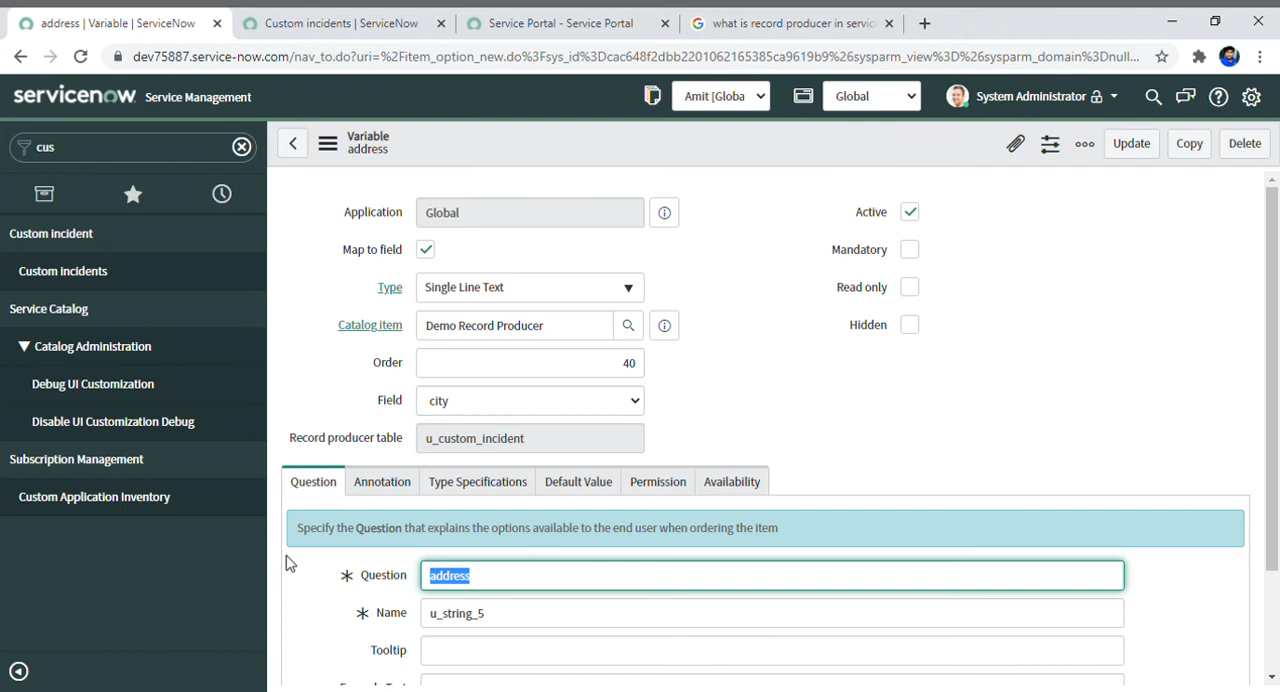 address | Variable | ServiceNow
Custom incidents | ServiceNow
Service Portal - Service Portal
what is record producer in servic
dev75887.service-now.com/nav_to.do?uri=%2Fitem_option_new.do%3Fsys_id%3Dcac648f2dbb2201062165385ca9619b9%26sysparm_view%3D%26sysparm_domain%3Dnull...
servicenow Service Management
Amit [Globa
Global
System Administrator
cus
Variable
address
Update
Copy
Delete
Custom Incident
Custom incidents
Service Catalog
Catalog Administration
Debug UI Customization
Disable UI Customization Debug
Subscription Management
Custom Application Inventory
Application Global
Active
Map to field
Mandatory
Type Single Line Text
Read only
Catalog item Demo Record Producer
Hidden
Order 40
Field city
Record producer table u_custom_incident
Question Annotation Type Specifications Default Value Permission Availability
Specify the Question that explains the options available to the end user when ordering the item
Question address
Name u_string_5
Tooltip